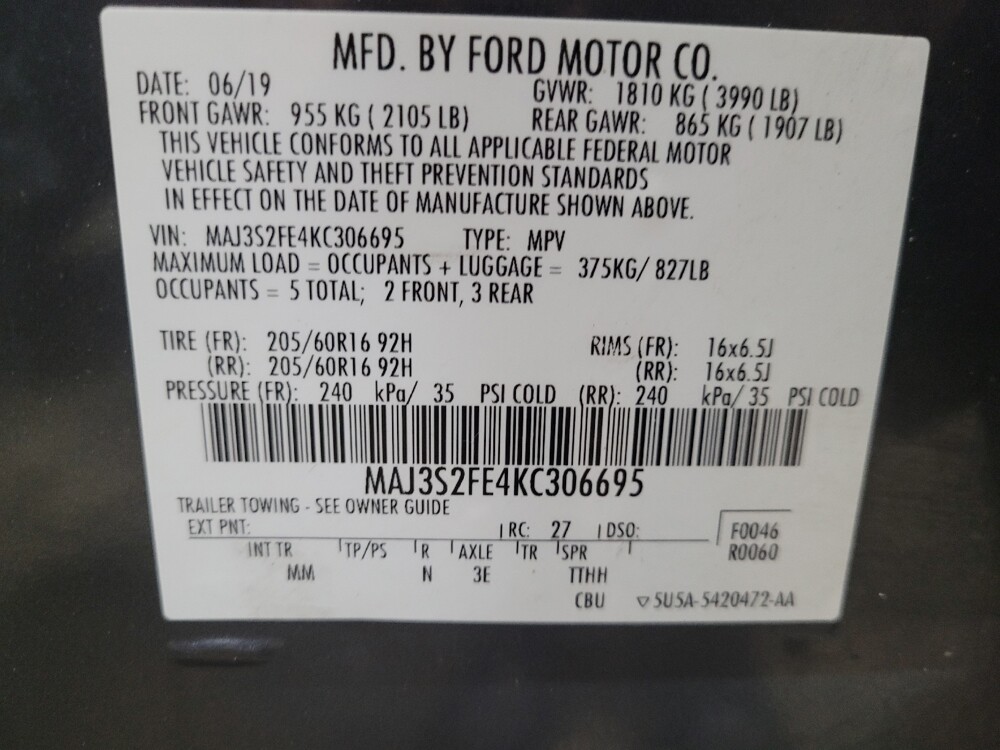 MFD. BY FORD MOTOR CO.
DATE: 06/19 GVWR: 1810 KG ( 3990 LB)
FRONT GAWR: 955 KG ( 2105 LB) REAR GAWR: 865 KG ( 1907 LB)
THIS VEHICLE CONFORMS TO ALL APPLICABLE FEDERAL MOTOR
VEHICLE SAFETY AND THEFT PREVENTION STANDARDS
IN EFFECT ON THE DATE OF MANUFACTURE SHOWN ABOVE.
VIN: MAJ3S2FE4KC306695 TYPE: MPV
MAXIMUM LOAD = OCCUPANTS + LUGGAGE = 375KG/ 827LB
OCCUPANTS = 5 TOTAL; 2 FRONT, 3 REAR
TIRE (FR): 205/60R16 92H RIMS (FR): 16x6.5J
(RR): 205/60R16 92H (RR): 16x6.5J
PRESSURE (FR): 240 kPa/ 35 PSI COLD (RR): 240 kPa/ 35 PSI COLD
MAJ3S2FE4KC306695
TRAILER TOWING - SEE OWNER GUIDE
EXT PNT: RC: 27 DSO: F0046
INT TR TP/PS R AXLE TR SPR R0060
MM N 3E TTHH
CBU ▽5U5A-5420472-AA